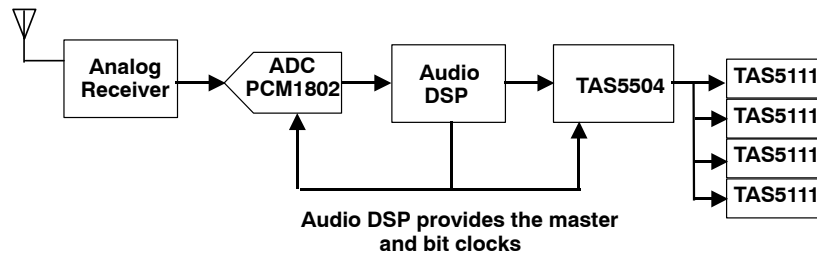 Analog
Receiver
ADC
PCM1802
Audio
DSP
TAS5504
TAS5111
TAS5111
TAS5111
TAS5111
Audio DSP provides the master
and bit clocks